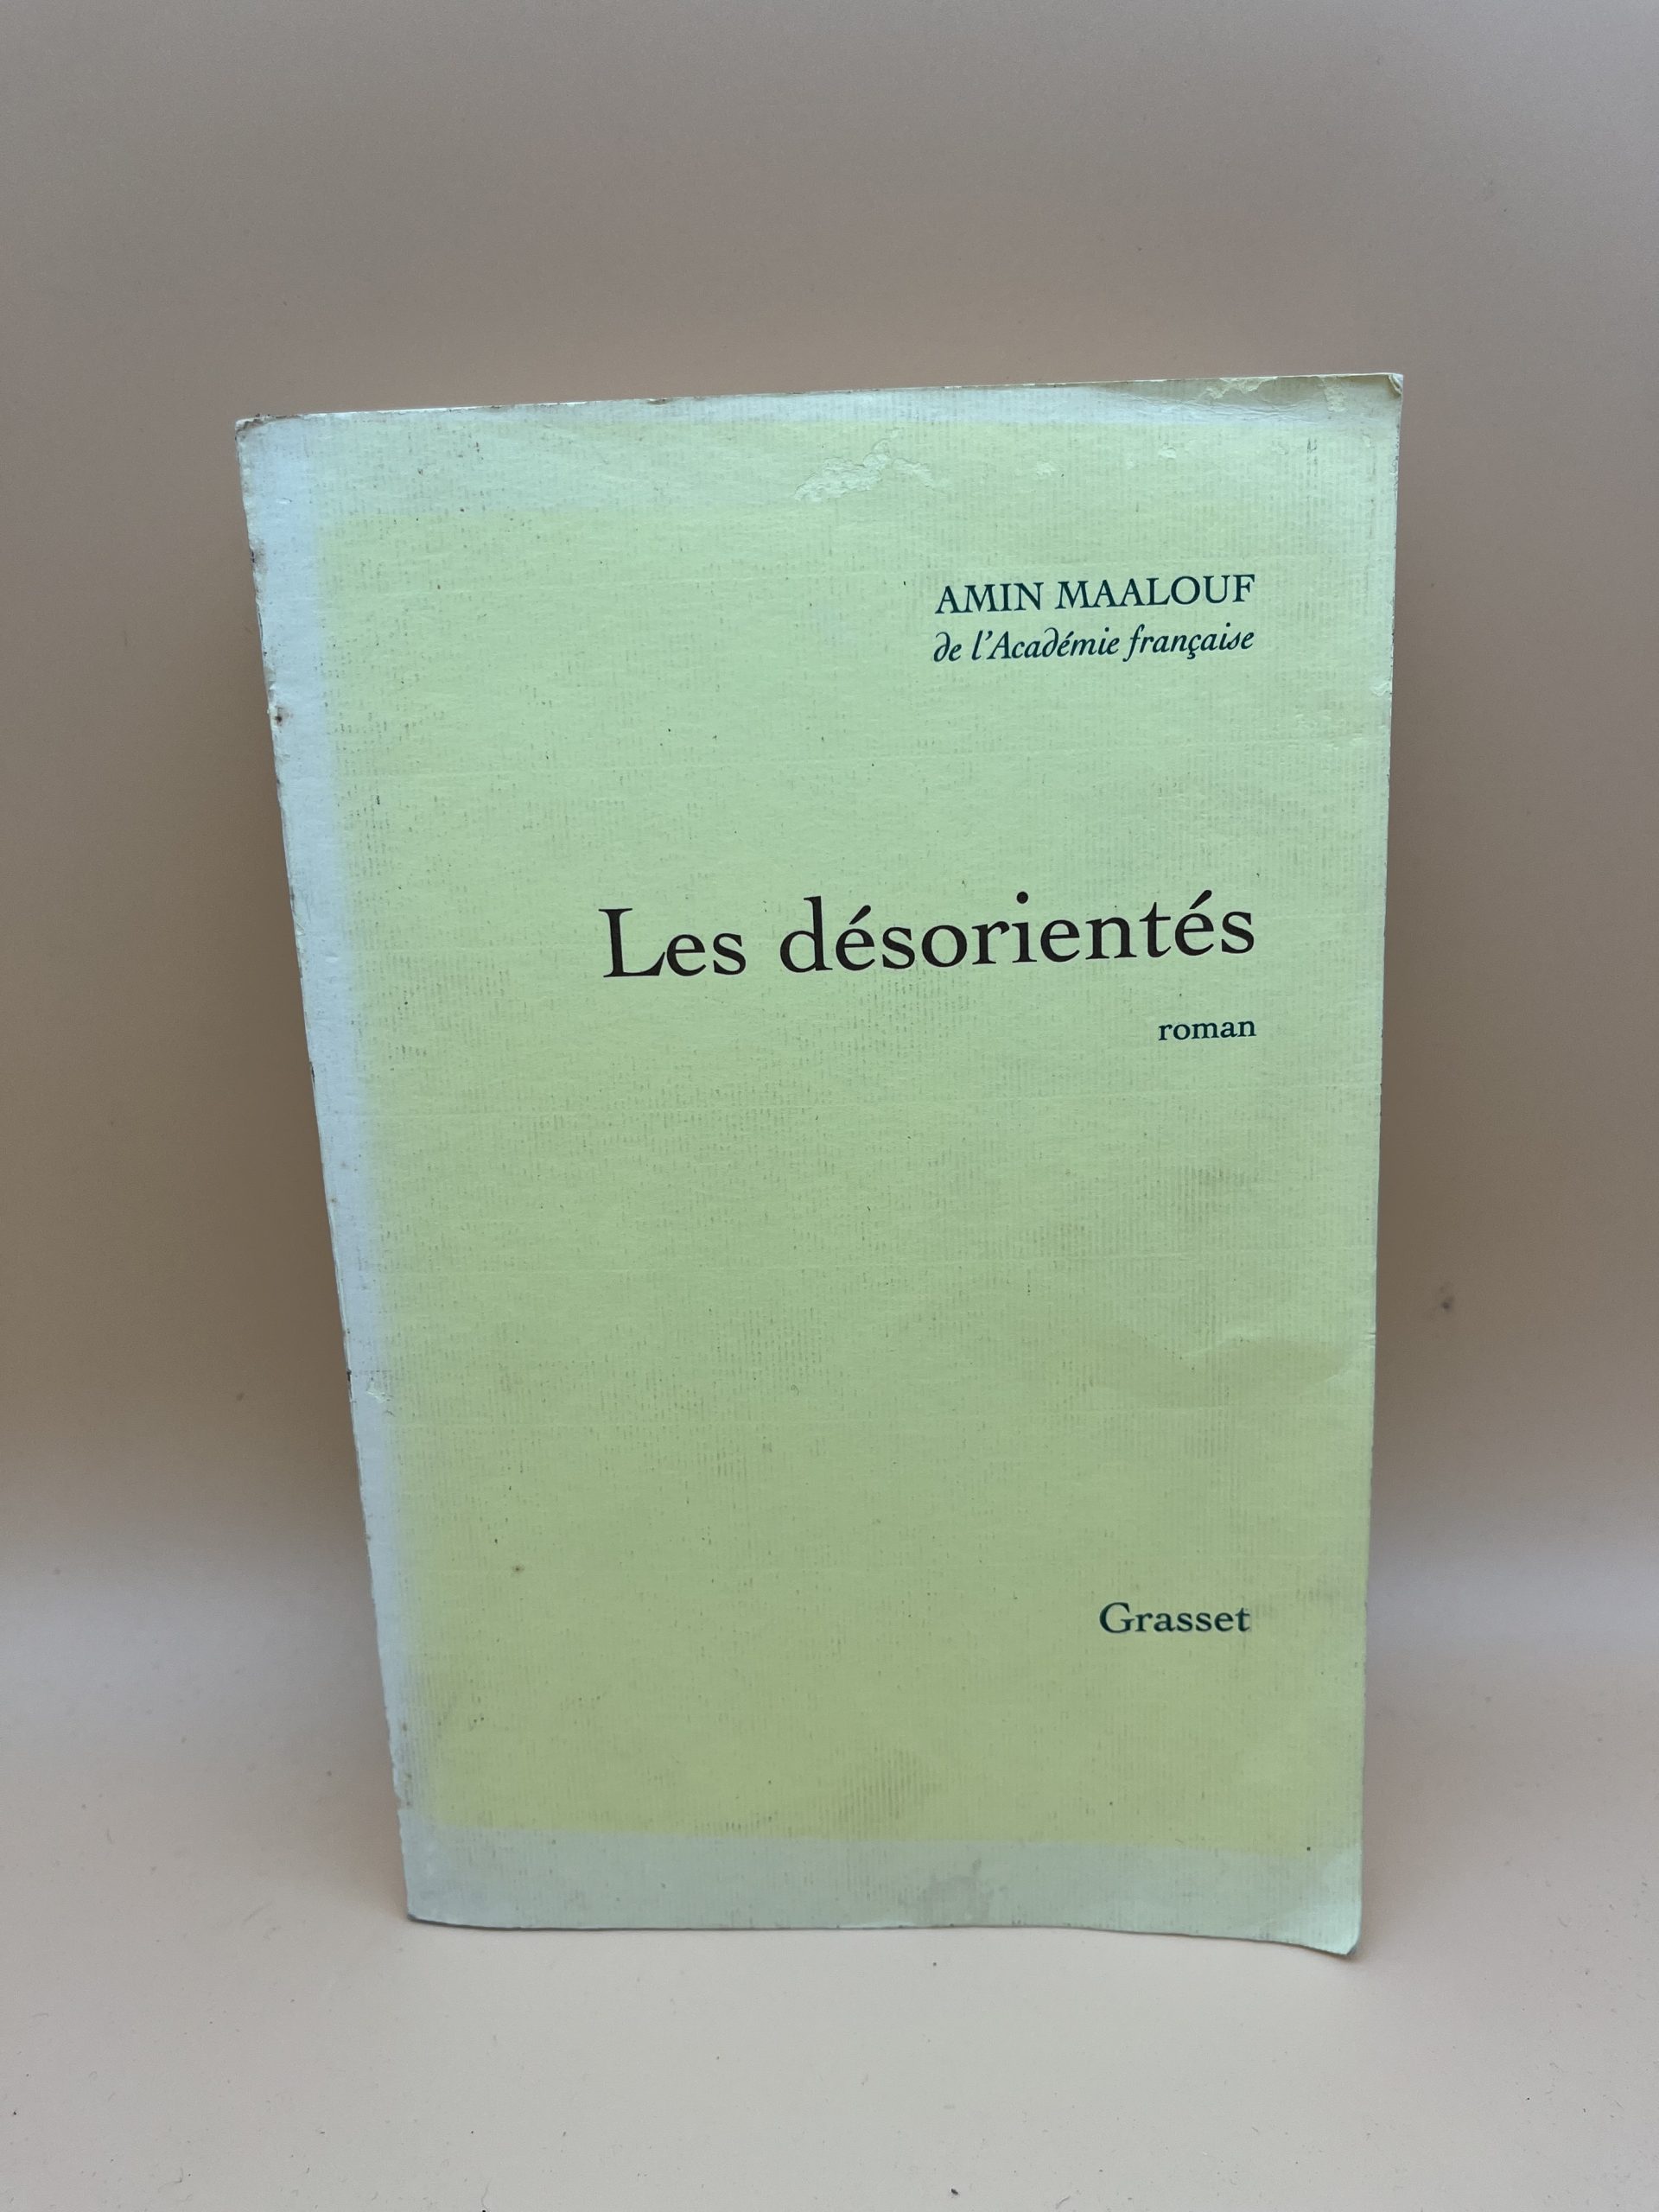 AMIN MAALOUF
de l'Académie française
Les désorientés
roman
Grasset